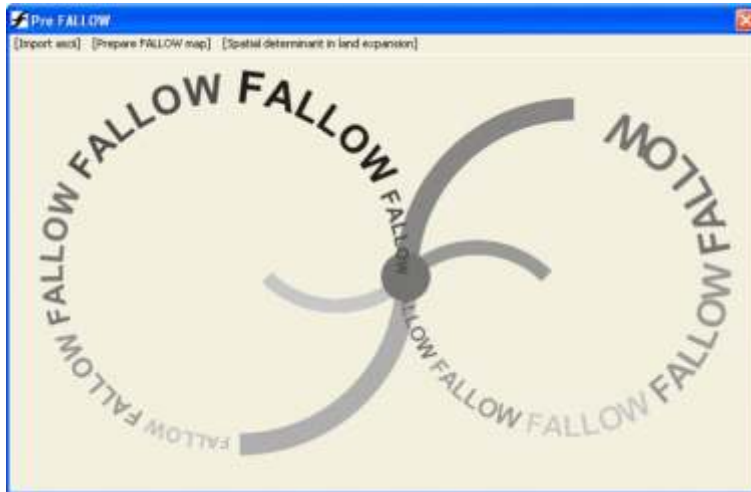 Pre FALLOW
[Import ascii] [Prepare FALLOW map] [Spatial determinant in land expansion]
FALLOW FALLOW FALLOW FALLOW FALLOW FALLOW
FALLOW FALLOW FALLOW FALLOW FALLOW